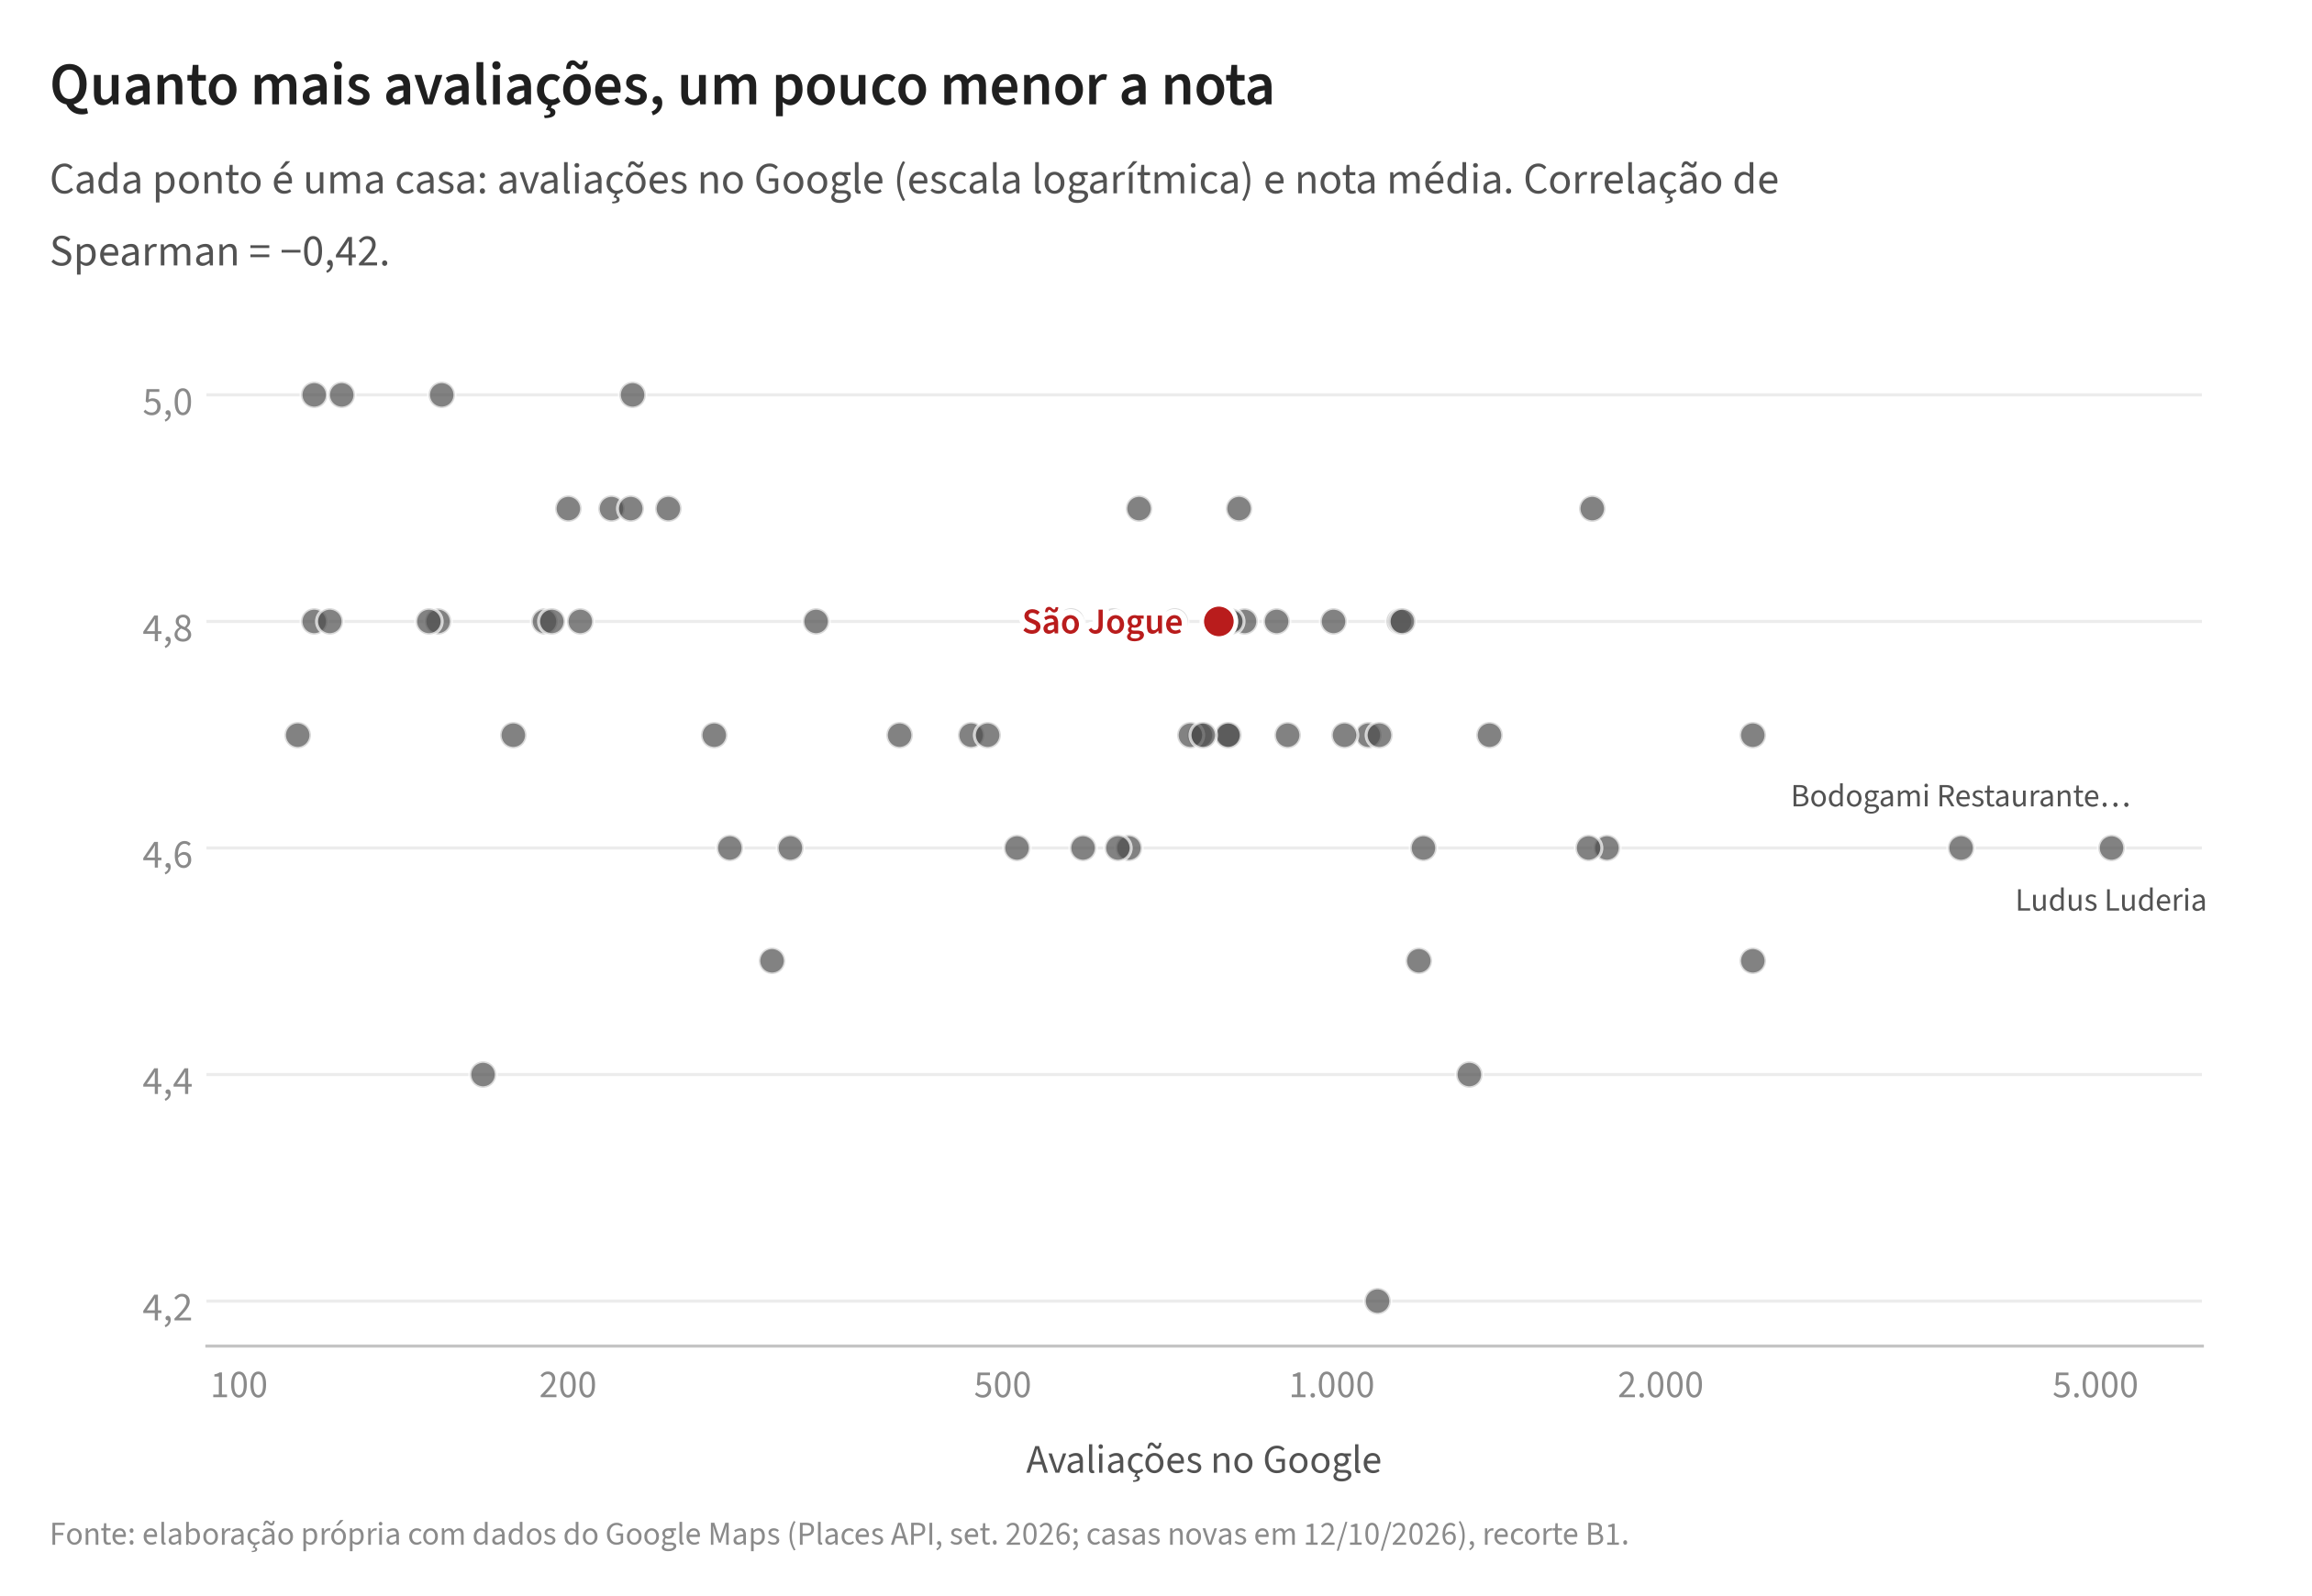 Quanto mais avaliações, um pouco menor a nota
Cada ponto é uma casa: avaliações no Google (escala logarítmica) e nota média. Correlação de
Spearman = −0,42.
5,0
4,8
São Jogue
Bodogami Restaurante…
4,6
Ludus Luderia
4,4
4,2
100 200 500 1.000 2.000 5.000
Avaliações no Google
Fonte: elaboração própria com dados do Google Maps (Places API, set. 2026; casas novas em 12/10/2026), recorte B1.